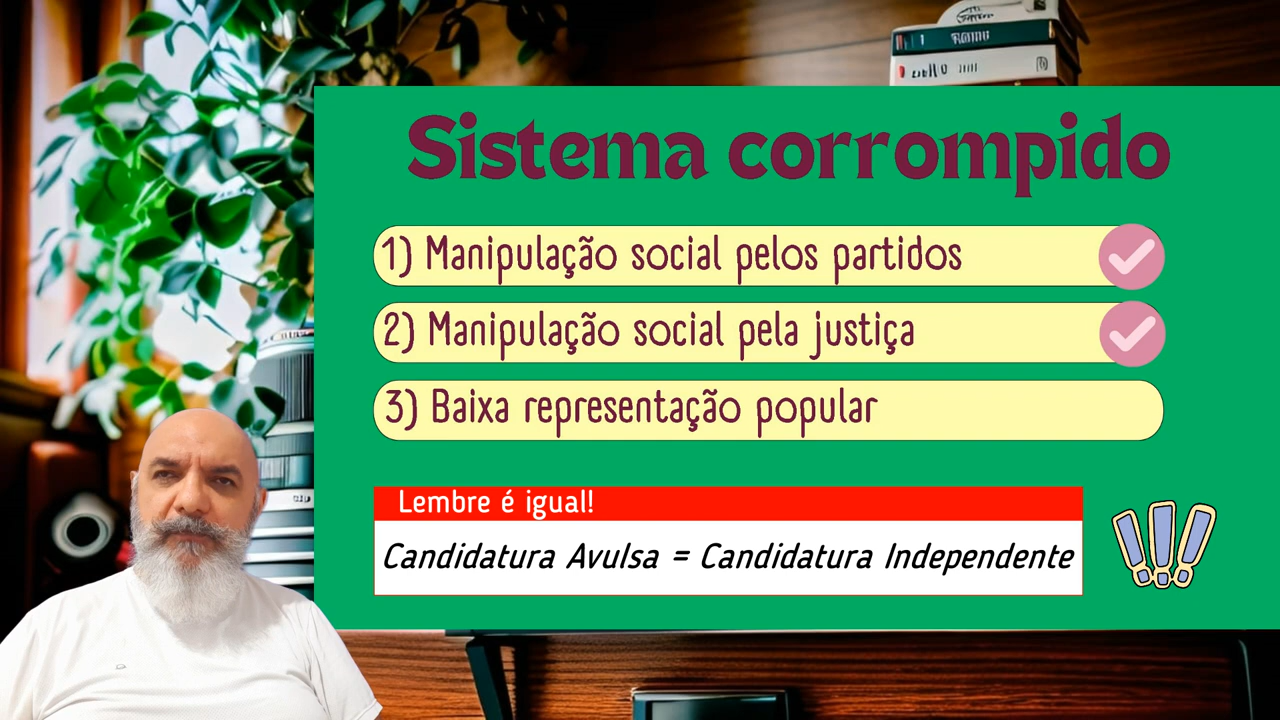 Sistema corrompido
1) Manipulação social pelos partidos
2) Manipulação social pela justiça
3) Baixa representação popular
Lembre é igual!
Candidatura Avulsa = Candidatura Independente